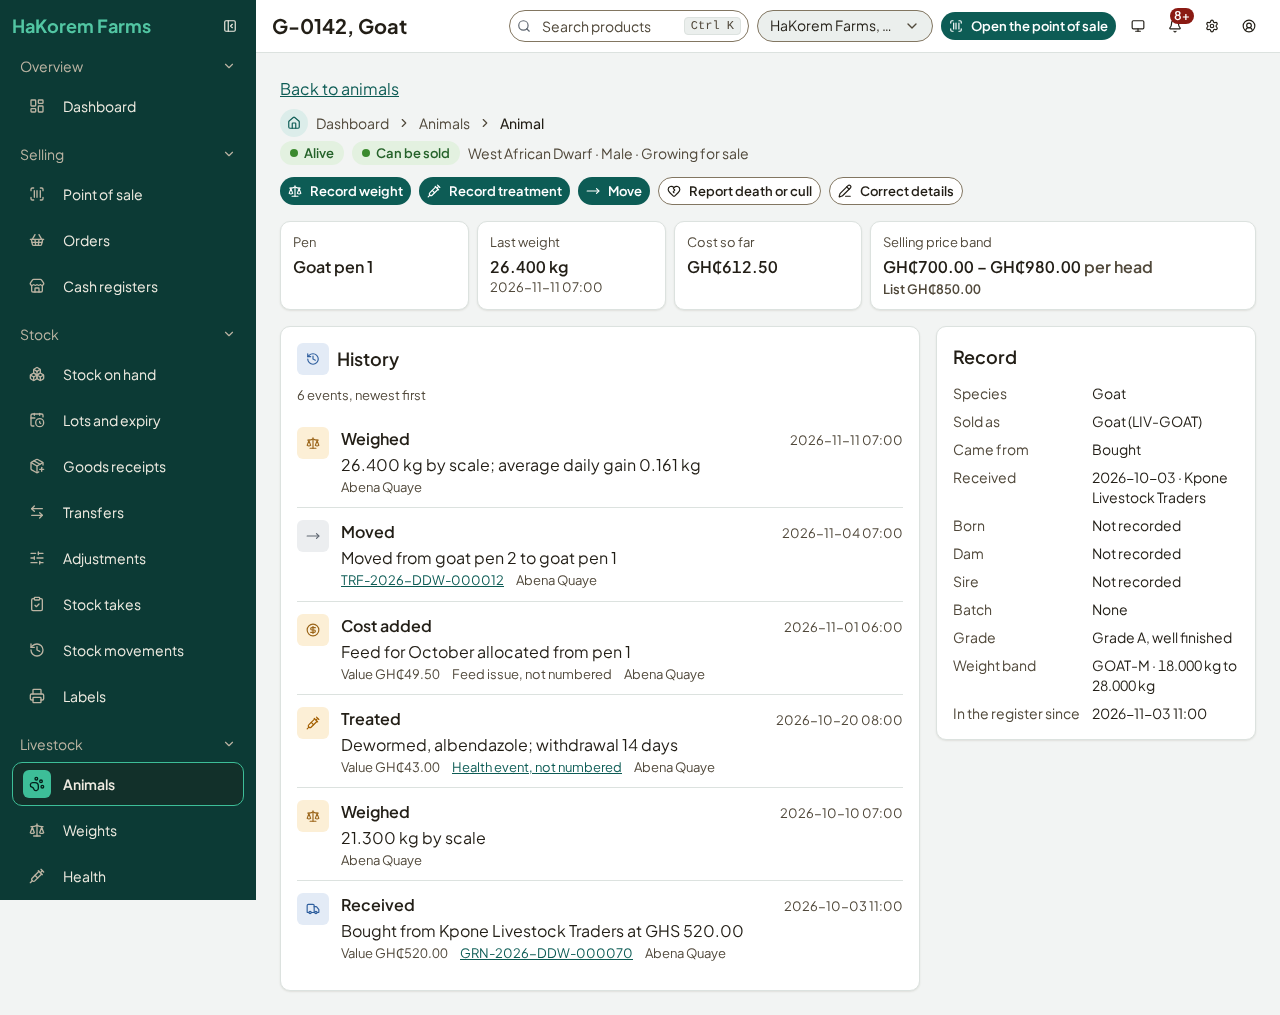 HaKorem Farms
G-0142, Goat
Search products
Ctrl K
HaKorem Farms, ...
Open the point of sale
8+
Overview
Dashboard
Selling
Point of sale
Orders
Cash registers
Stock
Stock on hand
Lots and expiry
Goods receipts
Transfers
Adjustments
Stock takes
Stock movements
Labels
Livestock
Animals
Weights
Health
Back to animals
Dashboard > Animals > Animal
Alive
Can be sold
West African Dwarf · Male · Growing for sale
Record weight
Record treatment
Move
Report death or cull
Correct details
Pen
Goat pen 1
Last weight
26.400 kg
2026-11-11 07:00
Cost so far
GH₵612.50
Selling price band
GH₵700.00 – GH₵980.00 per head
List GH₵850.00
History
6 events, newest first
Weighed
2026-11-11 07:00
26.400 kg by scale; average daily gain 0.161 kg
Abena Quaye
Moved
2026-11-04 07:00
Moved from goat pen 2 to goat pen 1
TRF-2026-DDW-000012 Abena Quaye
Cost added
2026-11-01 06:00
Feed for October allocated from pen 1
Value GH₵49.50 Feed issue, not numbered Abena Quaye
Treated
2026-10-20 08:00
Dewormed, albendazole; withdrawal 14 days
Value GH₵43.00 Health event, not numbered Abena Quaye
Weighed
2026-10-10 07:00
21.300 kg by scale
Abena Quaye
Received
2026-10-03 11:00
Bought from Kpone Livestock Traders at GHS 520.00
Value GH₵520.00 GRN-2026-DDW-000070 Abena Quaye
Record
Species Goat
Sold as Goat (LIV-GOAT)
Came from Bought
Received 2026-10-03 · Kpone
Livestock Traders
Born Not recorded
Dam Not recorded
Sire Not recorded
Batch None
Grade Grade A, well finished
Weight band GOAT-M · 18.000 kg to
28.000 kg
In the register since 2026-11-03 11:00